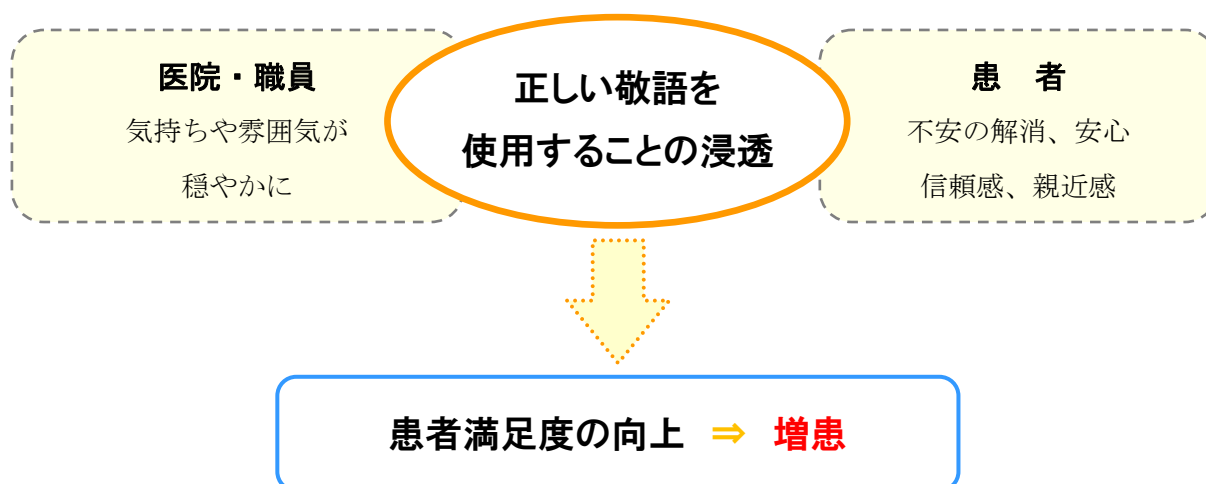 医院・職員
気持ちや雰囲気が
穏やかに
正しい敬語を
使用することの浸透
患　者
不安の解消、安心
信頼感、親近感
患者満足度の向上 ⇒ 増患